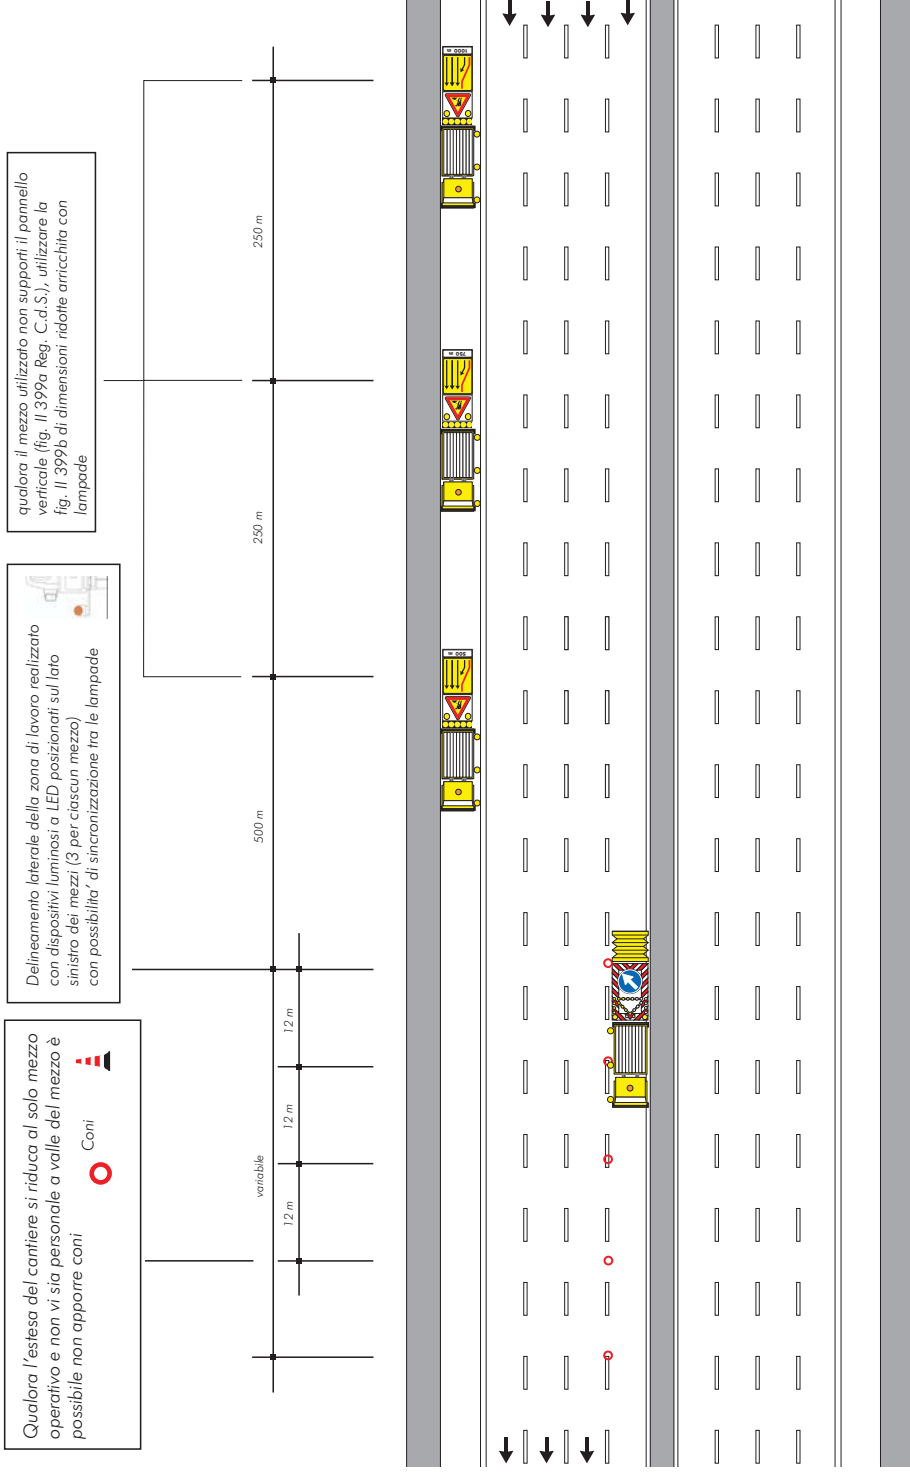 qualora il mezzo utilizzato non supporti il pannello
verticale (fig. II 399a Reg. C.d.S.), utilizzare la
fig. II 399b di dimensioni ridotte arricchita con
lampade
Delineamento laterale della zona di lavoro realizzato
con dispositivi luminosi a LED posizionati sul lato
sinistro dei mezzi (3 per ciascun mezzo)
con possibilita' di sincronizzazione tra le lampade
Qualora l'estesa del cantiere si riduca al solo mezzo
operativo e non vi sia personale a valle del mezzo è
possibile non apporre coni
Coni
250 m
250 m
500 m
12 m
12 m
12 m
variabile
1000 m
750 m
500 m